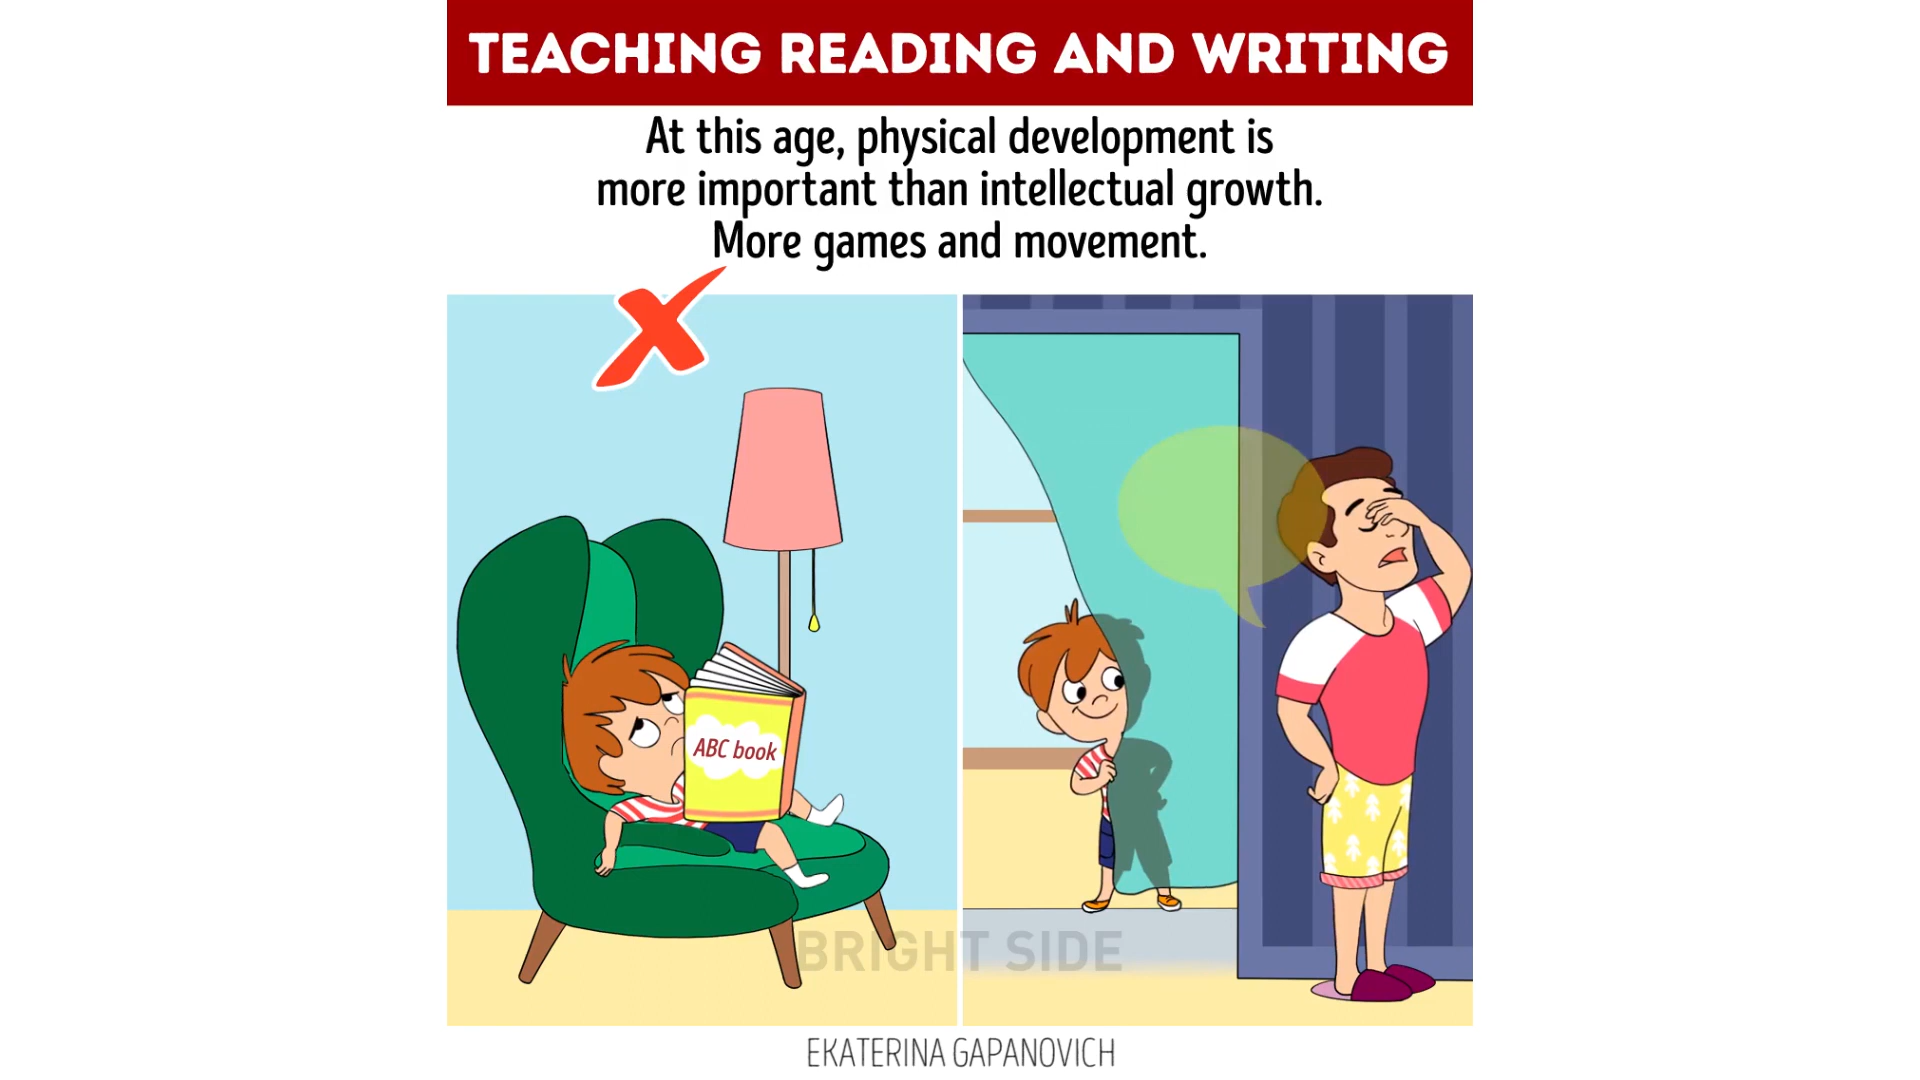 TEACHING READING AND WRITING
At this age, physical development is
more important than intellectual growth.
More games and movement.
ABC book
BRIGHT SIDE
EKATERINA GAPANOVICH